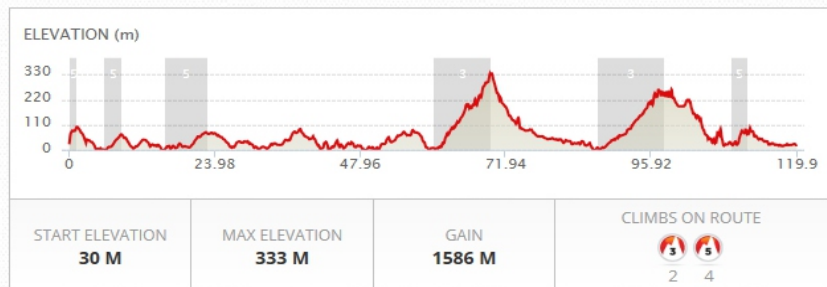 ELEVATION (m)
5 5 5 3 3 5
330
220
110
0
0 23.98 47.96 71.94 95.92 119.9
START ELEVATION
30 M
MAX ELEVATION
333 M
GAIN
1586 M
CLIMBS ON ROUTE
3 5
2 4